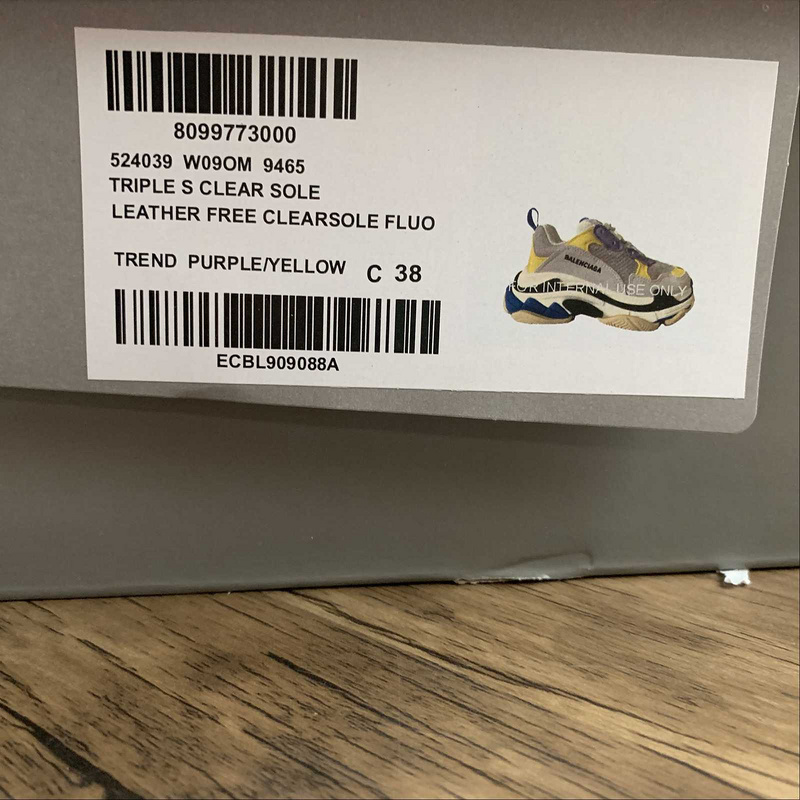 8099773000
524039 W09OM 9465
TRIPLE S CLEAR SOLE
LEATHER FREE CLEARSOLE FLUO
TREND PURPLE/YELLOW C 38
ECBL909088A
BALENCIAGA
FOR INTERNAL USE ONLY